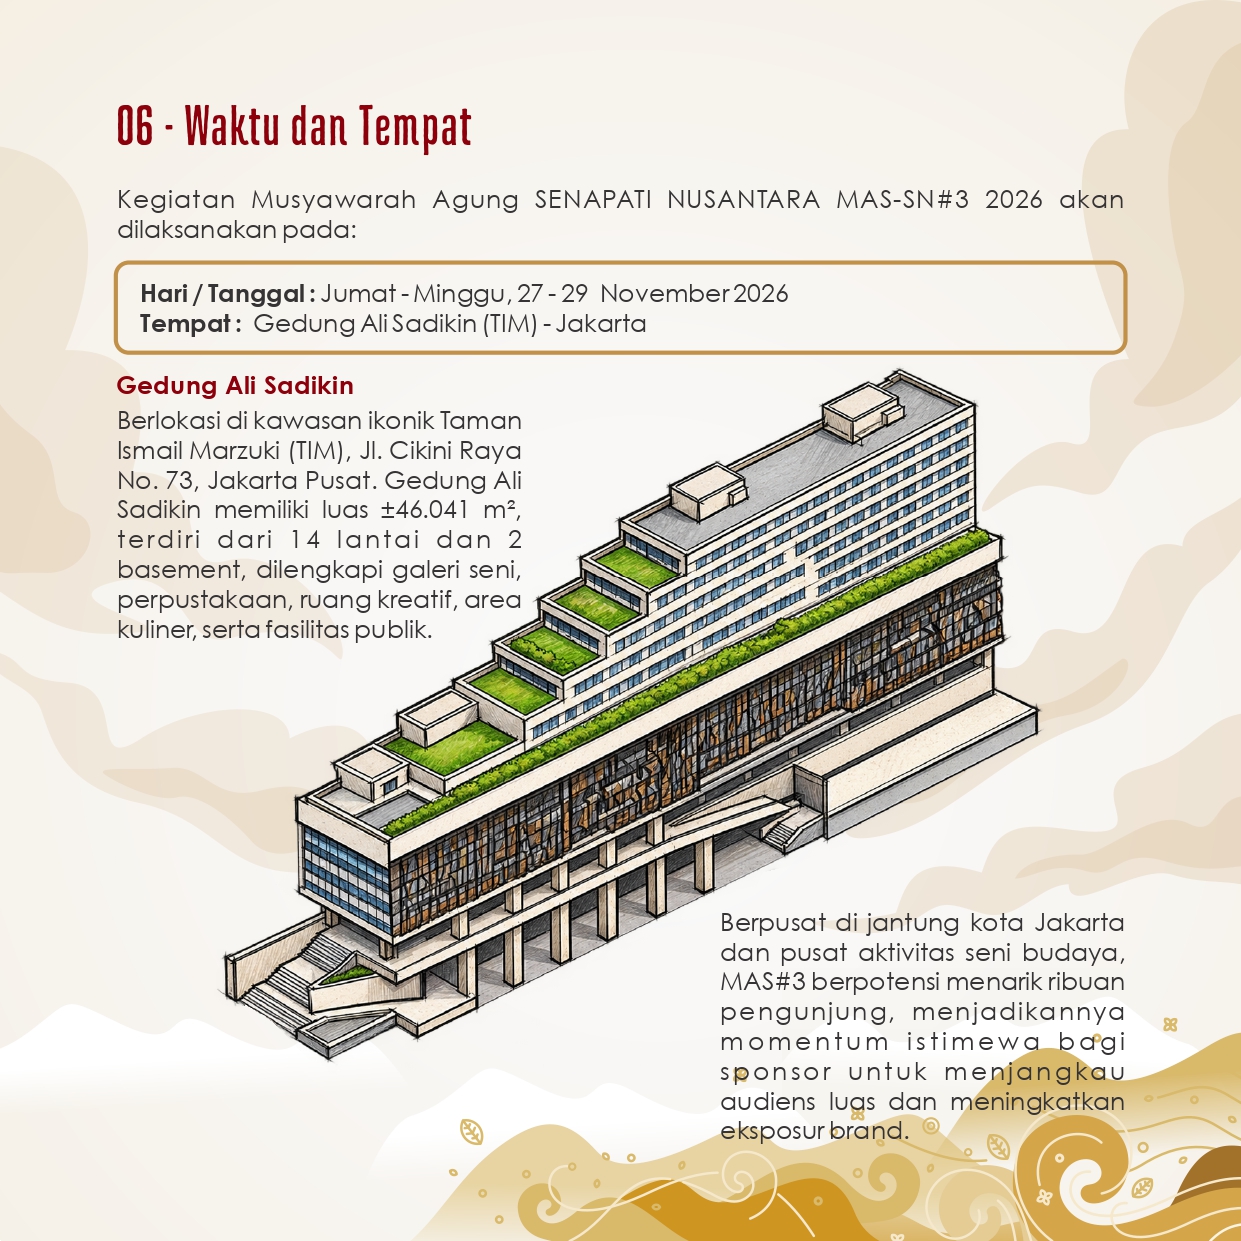 06 - Waktu dan Tempat
Kegiatan Musyawarah Agung SENAPATI NUSANTARA MAS-SN#3 2026 akan
dilaksanakan pada:
Hari / Tanggal : Jumat - Minggu, 27 - 29 November 2026
Tempat : Gedung Ali Sadikin (TIM) - Jakarta
Gedung Ali Sadikin
Berlokasi di kawasan ikonik Taman
Ismail Marzuki (TIM), Jl. Cikini Raya
No. 73, Jakarta Pusat. Gedung Ali
Sadikin memiliki luas ±46.041 m²,
terdiri dari 14 lantai dan 2
basement, dilengkapi galeri seni,
perpustakaan, ruang kreatif, area
kuliner, serta fasilitas publik.
Berpusat di jantung kota Jakarta
dan pusat aktivitas seni budaya,
MAS#3 berpotensi menarik ribuan
pengunjung, menjadikannya
momentum istimewa bagi
sponsor untuk menjangkau
audiens luas dan meningkatkan
eksposur brand.